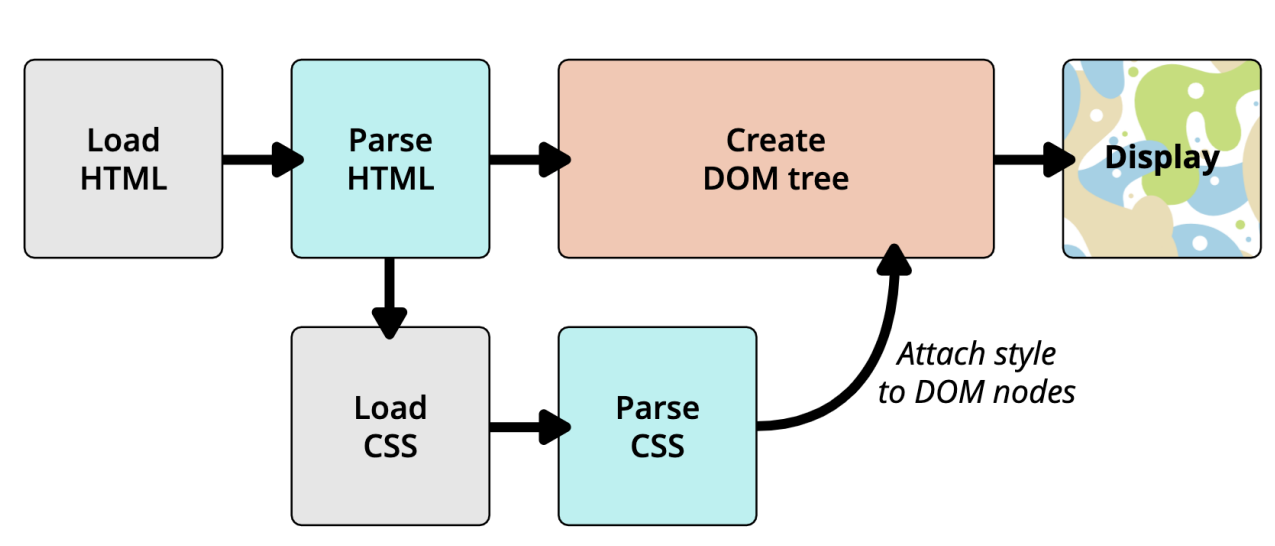 Load
HTML
Parse
HTML
Create
DOM tree
Display
Load
CSS
Parse
CSS
Attach style
to DOM nodes